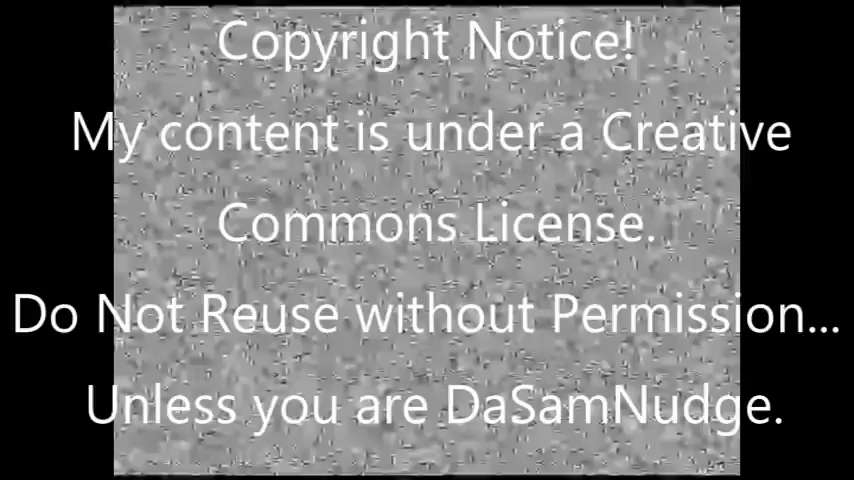 Copyright Notice!
My content is under a Creative
Commons License.
Do Not Reuse without Permission...
Unless you are DaSamNudge.